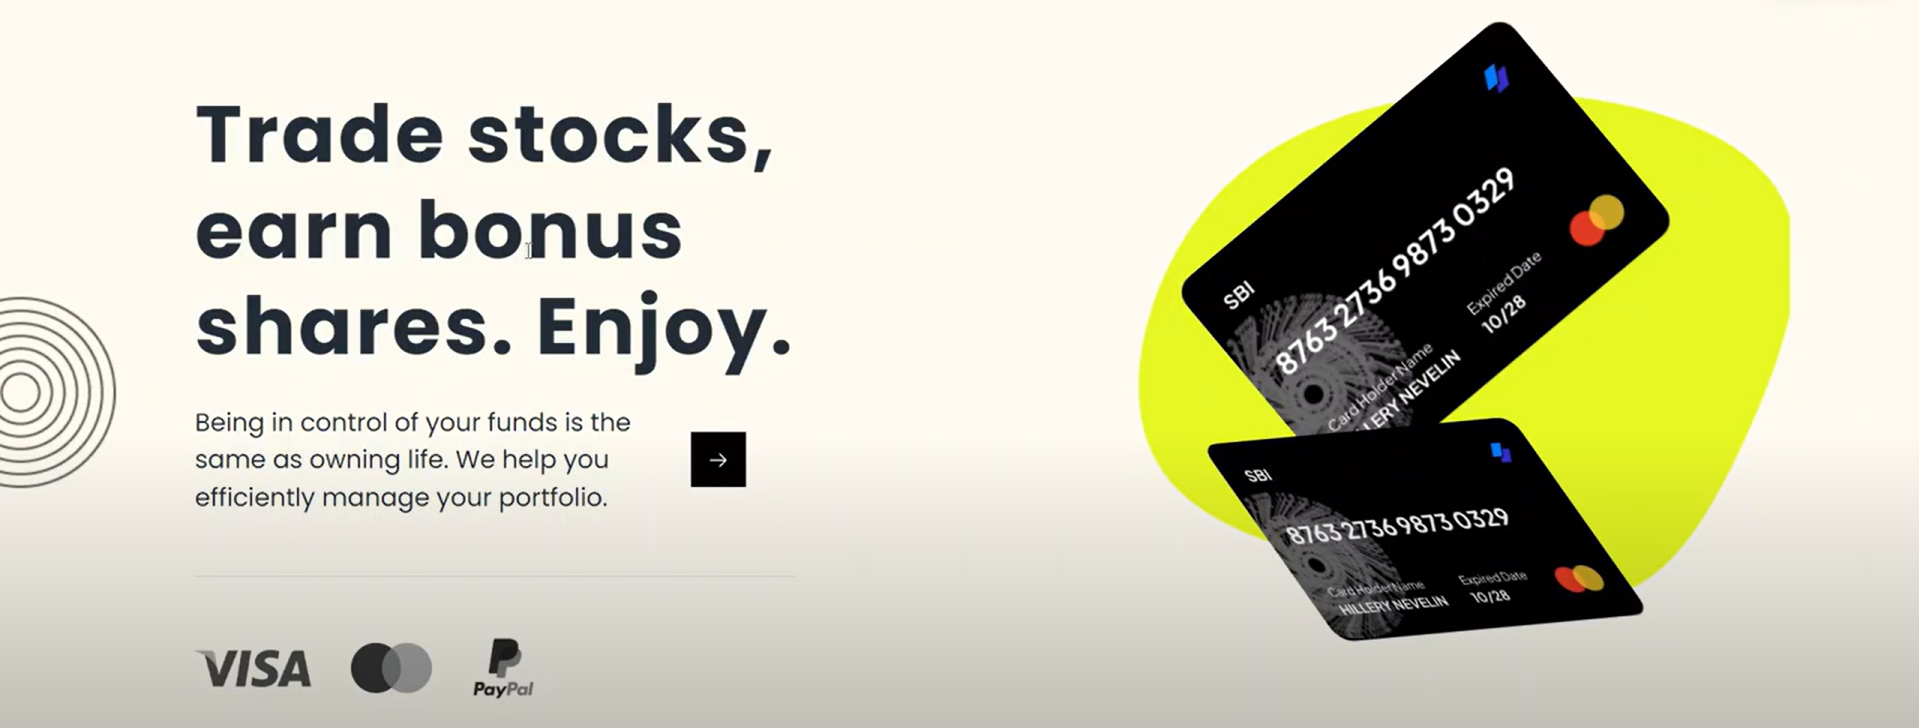 Trade stocks,
earn bonus
shares. Enjoy.
Being in control of your funds is the
same as owning life. We help you
efficiently manage your portfolio.
VISA
PayPal
SBI
8763 2736 9873 0329
Card Holder Name
LLERY NEVELIN
Expired Date
10/28
SBI
8763 2736 9873 0329
Card Holder Name
HILLERY NEVELIN
Expired Date
10/28